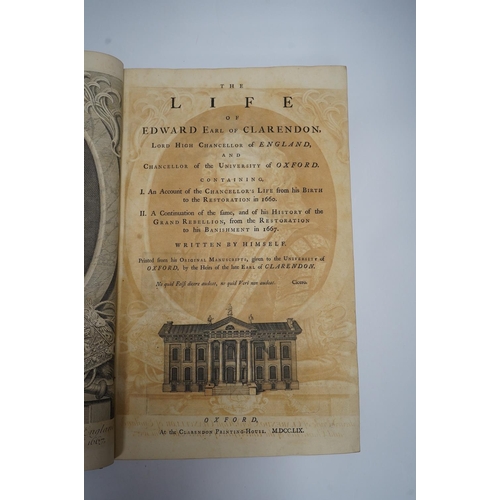 THE
LIFE
OF
EDWARD EARL OF CLARENDON,
LORD HIGH CHANCELLOR of ENGLAND,
AND
CHANCELLOR of the UNIVERSITY of OXFORD.
CONTAINING,
I. An Account of the CHANCELLOR'S LIFE from his BIRTH
to the RESTORATION in 1660.
II. A Continuation of the same, and of his HISTORY of the
GRAND REBELLION, from the RESTORATION
to his BANISHMENT in 1667.
WRITTEN BY HIMSELF.
Printed from his ORIGINAL MANUSCRIPTS, given to the UNIVERSITY of
OXFORD, by the Heirs of the late EARL of CLARENDON.
Ne quid Falsi dicere audeat, ne quid Veri non audeat. Cicero.
OXFORD,
At the CLARENDON PRINTING-HOUSE. M.DCC.LIX.
1667.